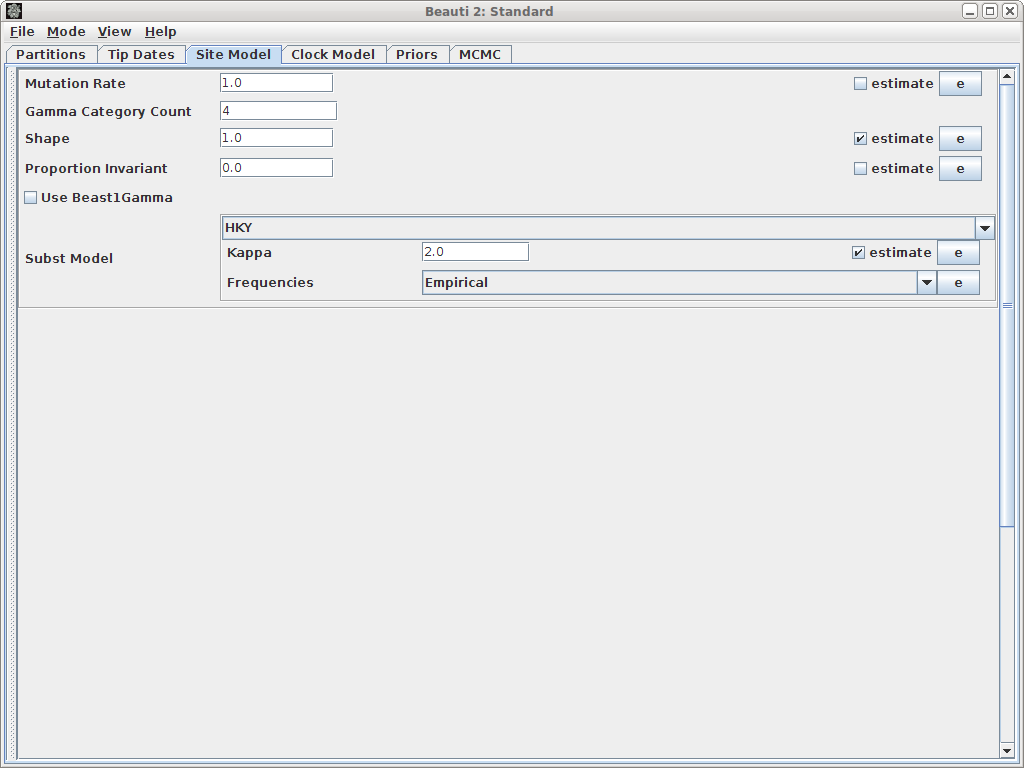 Beauti 2: Standard
File Mode View Help
Partitions Tip Dates Site Model Clock Model Priors MCMC
Mutation Rate 1.0 estimate e
Gamma Category Count 4
Shape 1.0 estimate e
Proportion Invariant 0.0 estimate e
Use Beast1Gamma
HKY
Subst Model
Kappa 2.0 estimate e
Frequencies Empirical e